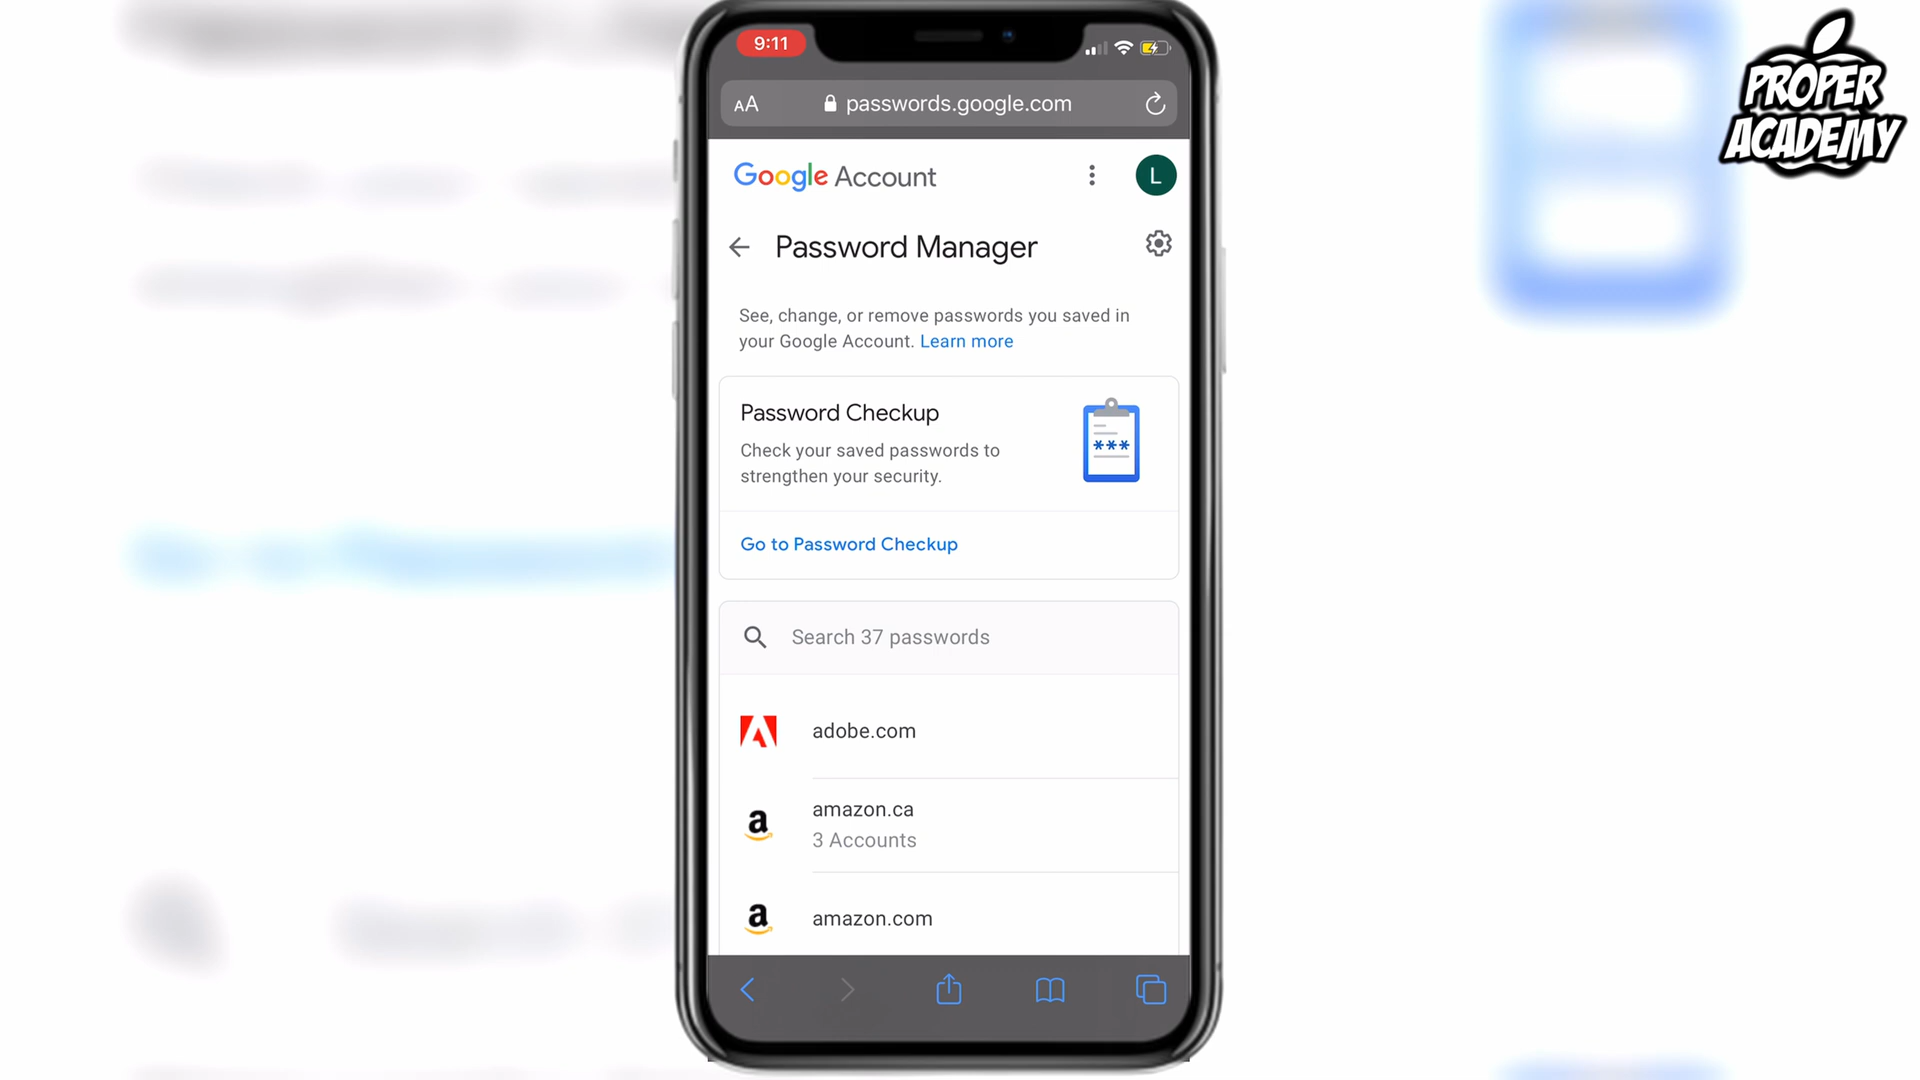 9:11
PROPER
ACADEMY
AA passwords.google.com
Google Account
L
Password Manager
See, change, or remove passwords you saved in
your Google Account. Learn more
Password Checkup
Check your saved passwords to
strengthen your security.
***
Go to Password Checkup
Search 37 passwords
adobe.com
a
amazon.ca
3 Accounts
a
amazon.com